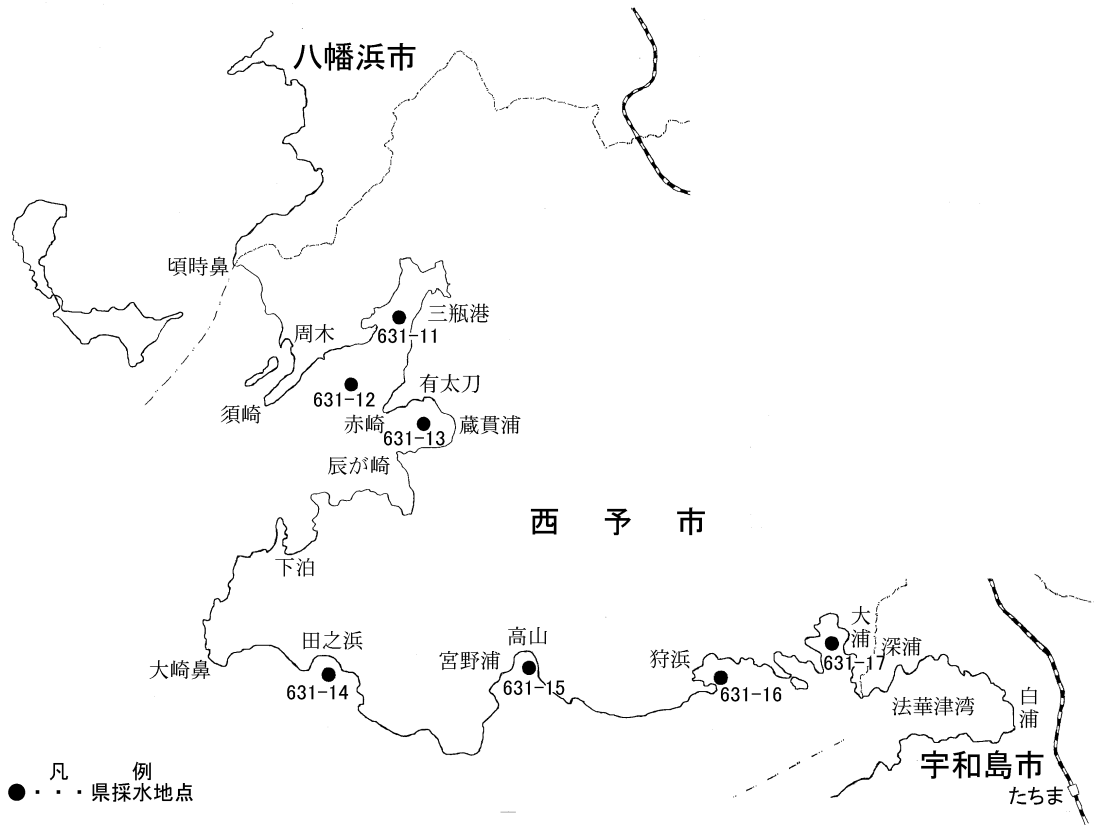 八幡浜市
頃時鼻
三瓶港
631-11
周木
631-12
有太刀
須崎
赤崎
631-13
蔵貫浦
辰が崎
西予市
下泊
大崎鼻
田之浜
631-14
宮野浦
高山
631-15
狩浜
631-16
大浦
631-17
深浦
法華津湾
白浦
宇和島市
たちま
凡例
●・・・県採水地点